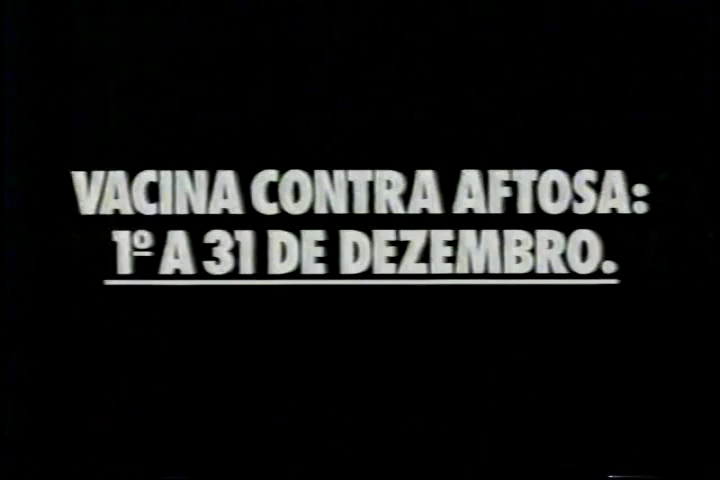 VACINA CONTRA AFTOSA:
1º A 31 DE DEZEMBRO.